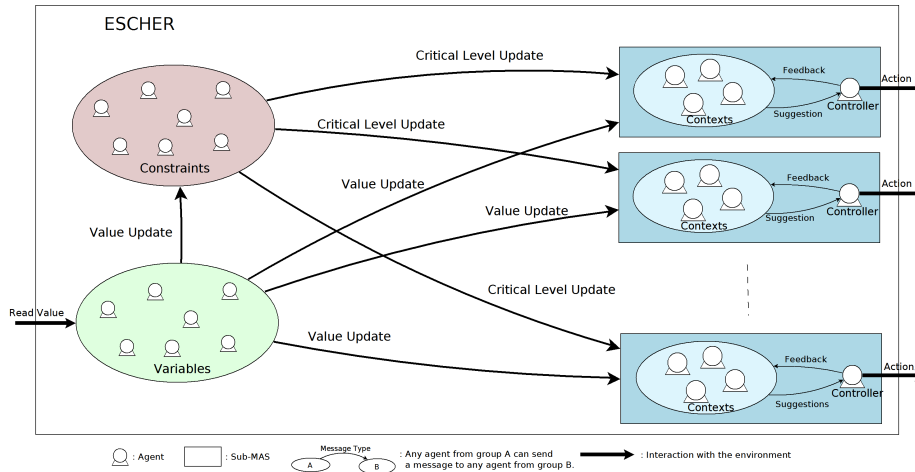 ESCHER
Critical Level Update
Critical Level Update
Value Update
Value Update
Value Update
Critical Level Update
Value Update
Constraints
Variables
Read Value
Feedback
Suggestion
Contexts
Controller
Action
Feedback
Suggestion
Contexts
Controller
Action
Feedback
Suggestions
Contexts
Controller
Action
: Agent
: Sub-MAS
Message Type
A
B
: Any agent from group A can send
a message to any agent from group B.
: Interaction with the environment